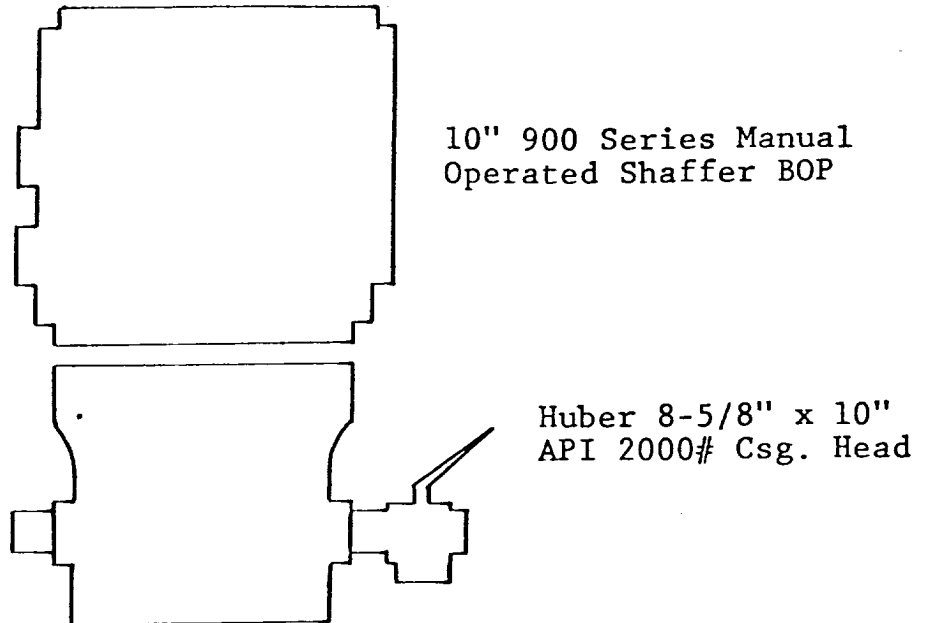 10" 900 Series Manual
Operated Shaffer BOP
Huber 8-5/8" x 10"
API 2000# Csg. Head